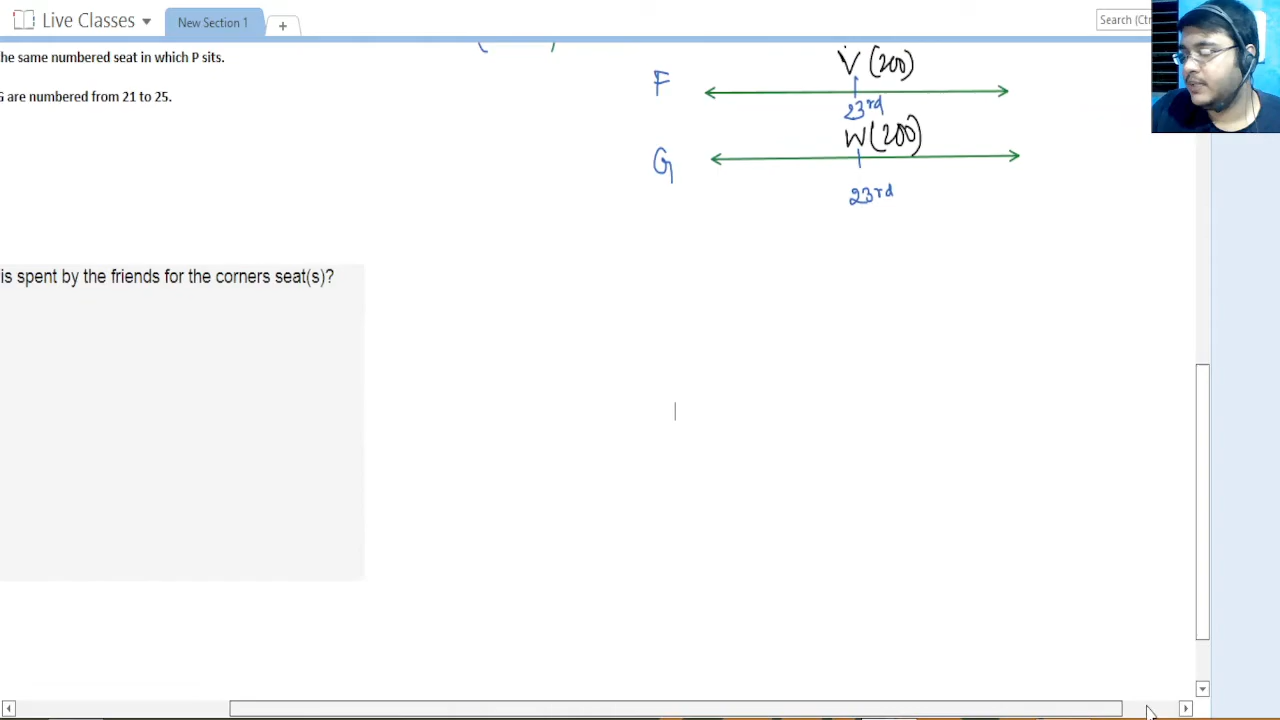 Live Classes
New Section 1
+
Search (Ctr
he same numbered seat in which P sits.
G are numbered from 21 to 25.
F
V (200)
23rd
W (200)
G
23rd
is spent by the friends for the corners seat(s)?